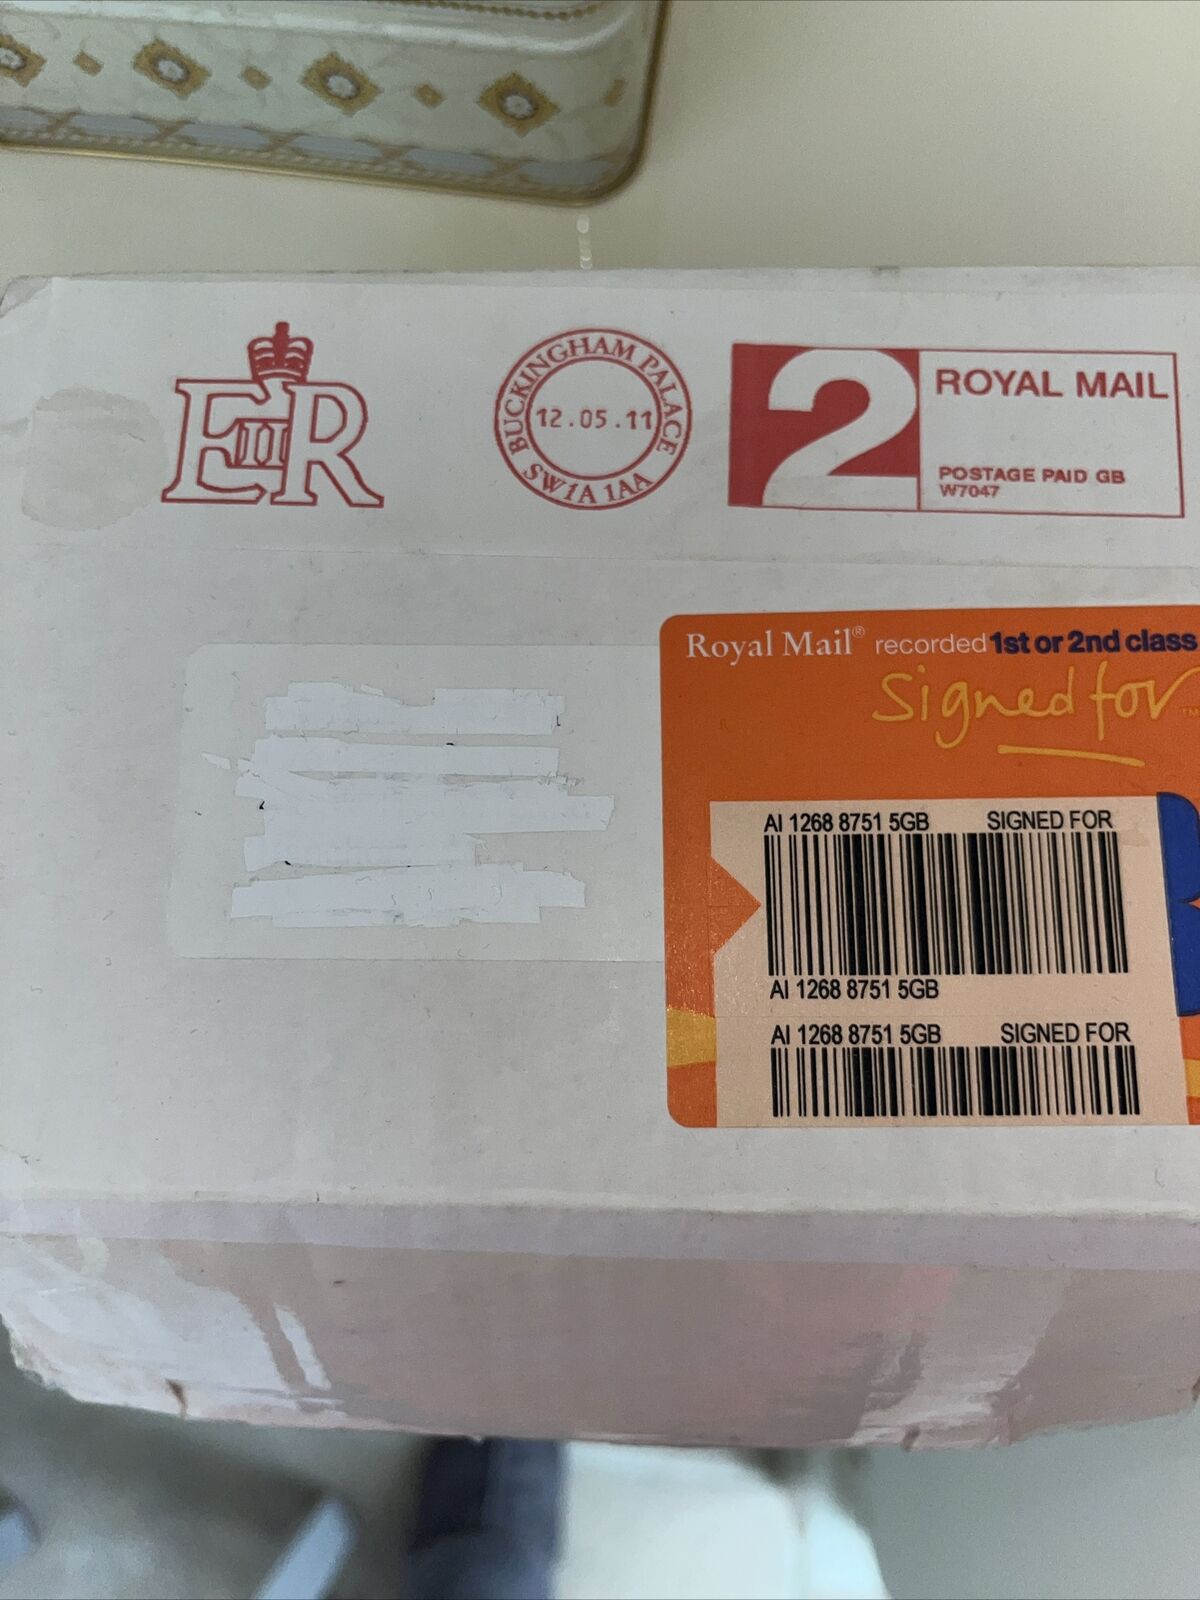 EIIR
BUCKINGHAM PALACE
12.05.11
SW1A 1AA
2
ROYAL MAIL
POSTAGE PAID GB
W7047
Royal Mail® recorded 1st or 2nd class
Signed for™
AI 1268 8751 5GB SIGNED FOR
AI 1268 8751 5GB
AI 1268 8751 5GB SIGNED FOR